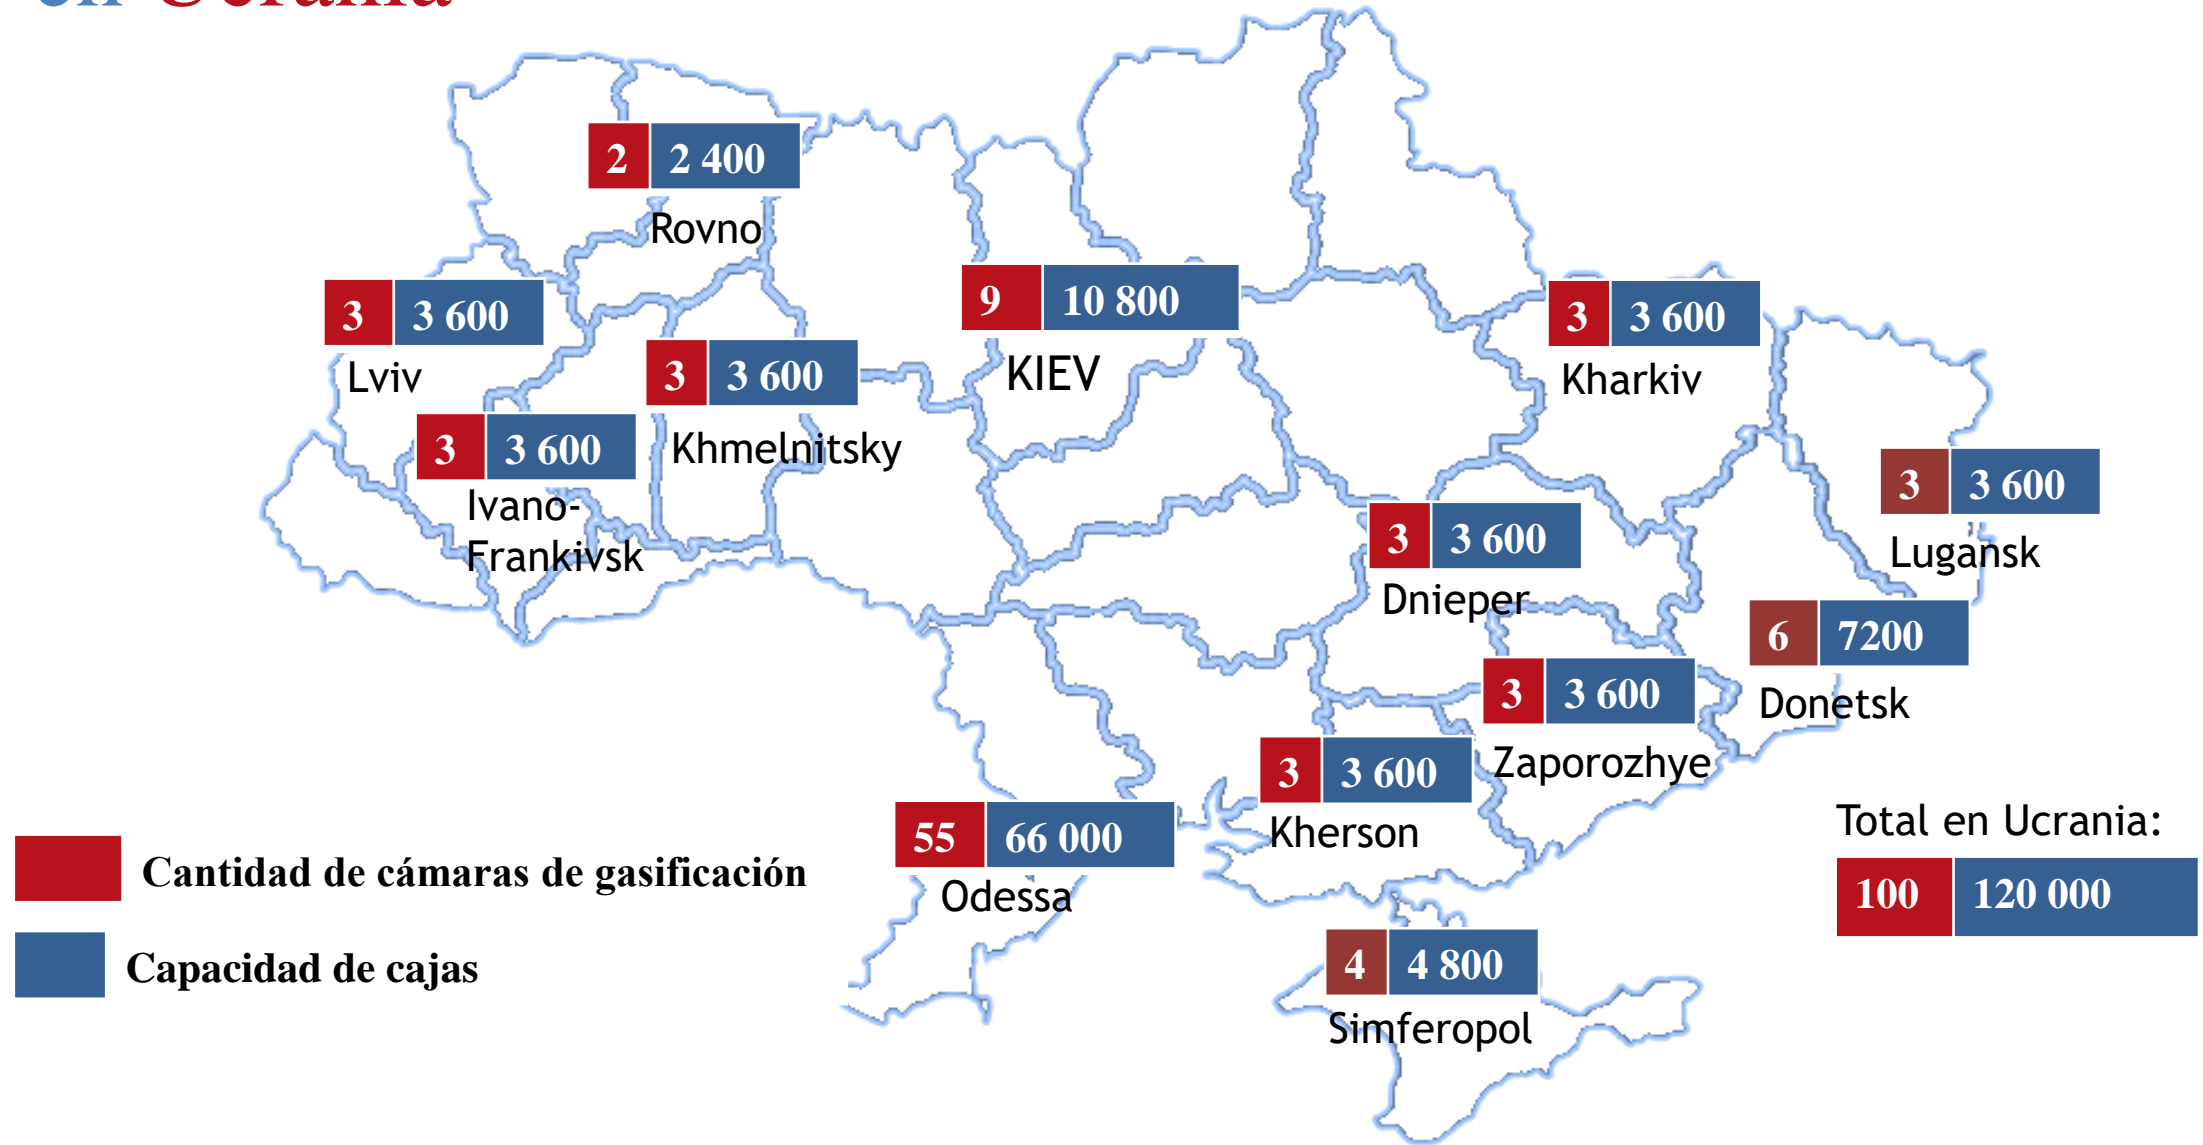 en Ucrania
2 2 400
Rovno
3 3 600
Lviv
9 10 800
KIEV
3 3 600
Kharkiv
3 3 600
Khmelnitsky
3 3 600
Ivano-
Frankivsk
3 3 600
Lugansk
3 3 600
Dnieper
6 7200
Donetsk
3 3 600
Zaporozhye
3 3 600
Kherson
55 66 000
Odessa
4 4 800
Simferopol
Total en Ucrania:
100 120 000
Cantidad de cámaras de gasificación
Capacidad de cajas